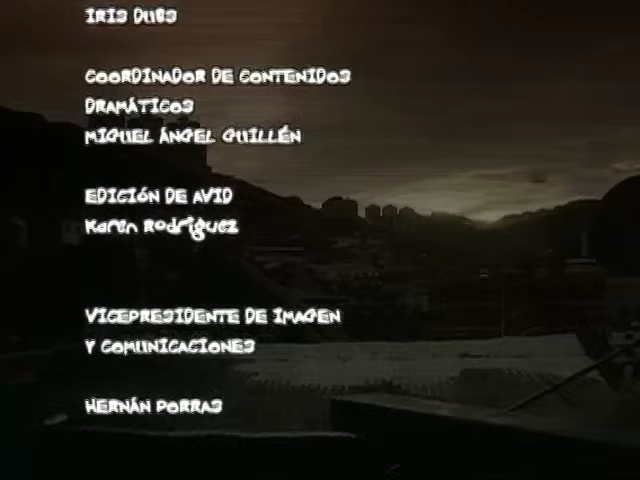 IRIS DUBS
COORDINADOR DE CONTENIDOS
DRAMÁTICOS
MIGUEL ÁNGEL GUILLÉN
EDICIÓN DE AVID
Karen Rodriguez
VICEPRESIDENTE DE IMAGEN
Y COMUNICACIONES
HERNÁN PORRAS